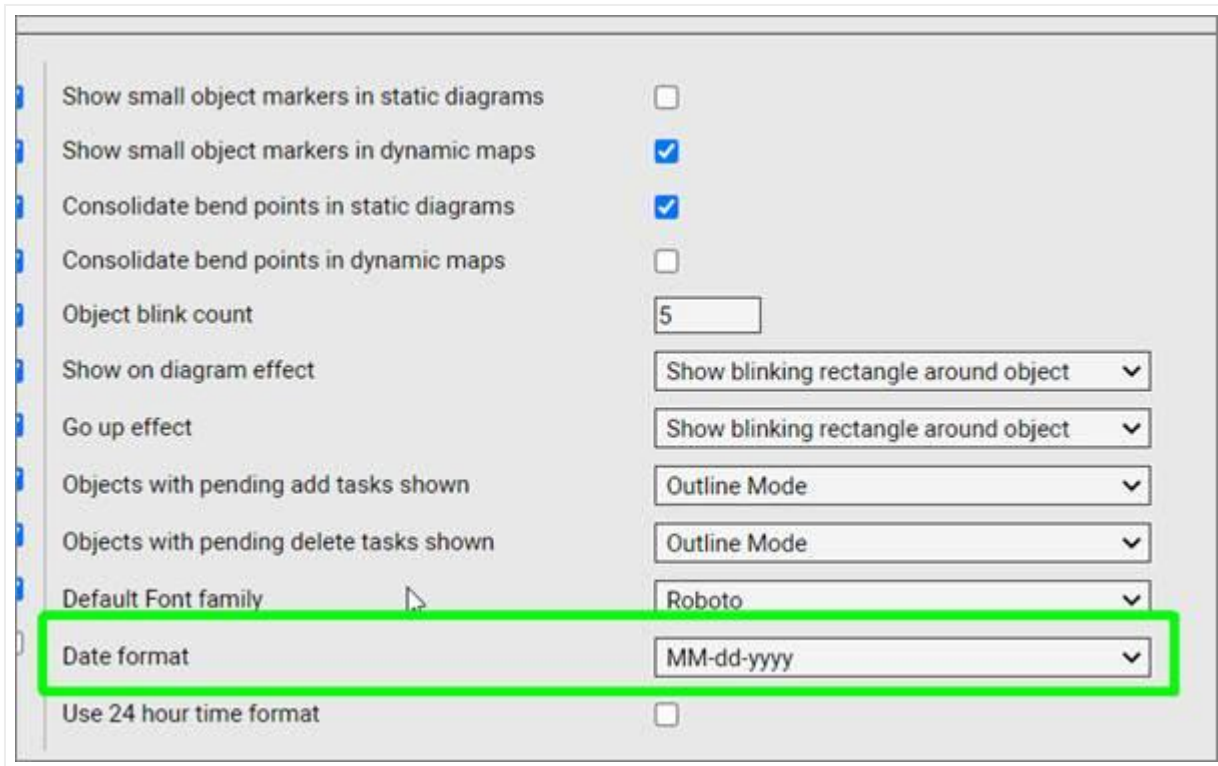 Show small object markers in static diagrams
Show small object markers in dynamic maps
Consolidate bend points in static diagrams
Consolidate bend points in dynamic maps
Object blink count 5
Show on diagram effect Show blinking rectangle around object
Go up effect Show blinking rectangle around object
Objects with pending add tasks shown Outline Mode
Objects with pending delete tasks shown Outline Mode
Default Font family Roboto
Date format MM-dd-yyyy
Use 24 hour time format